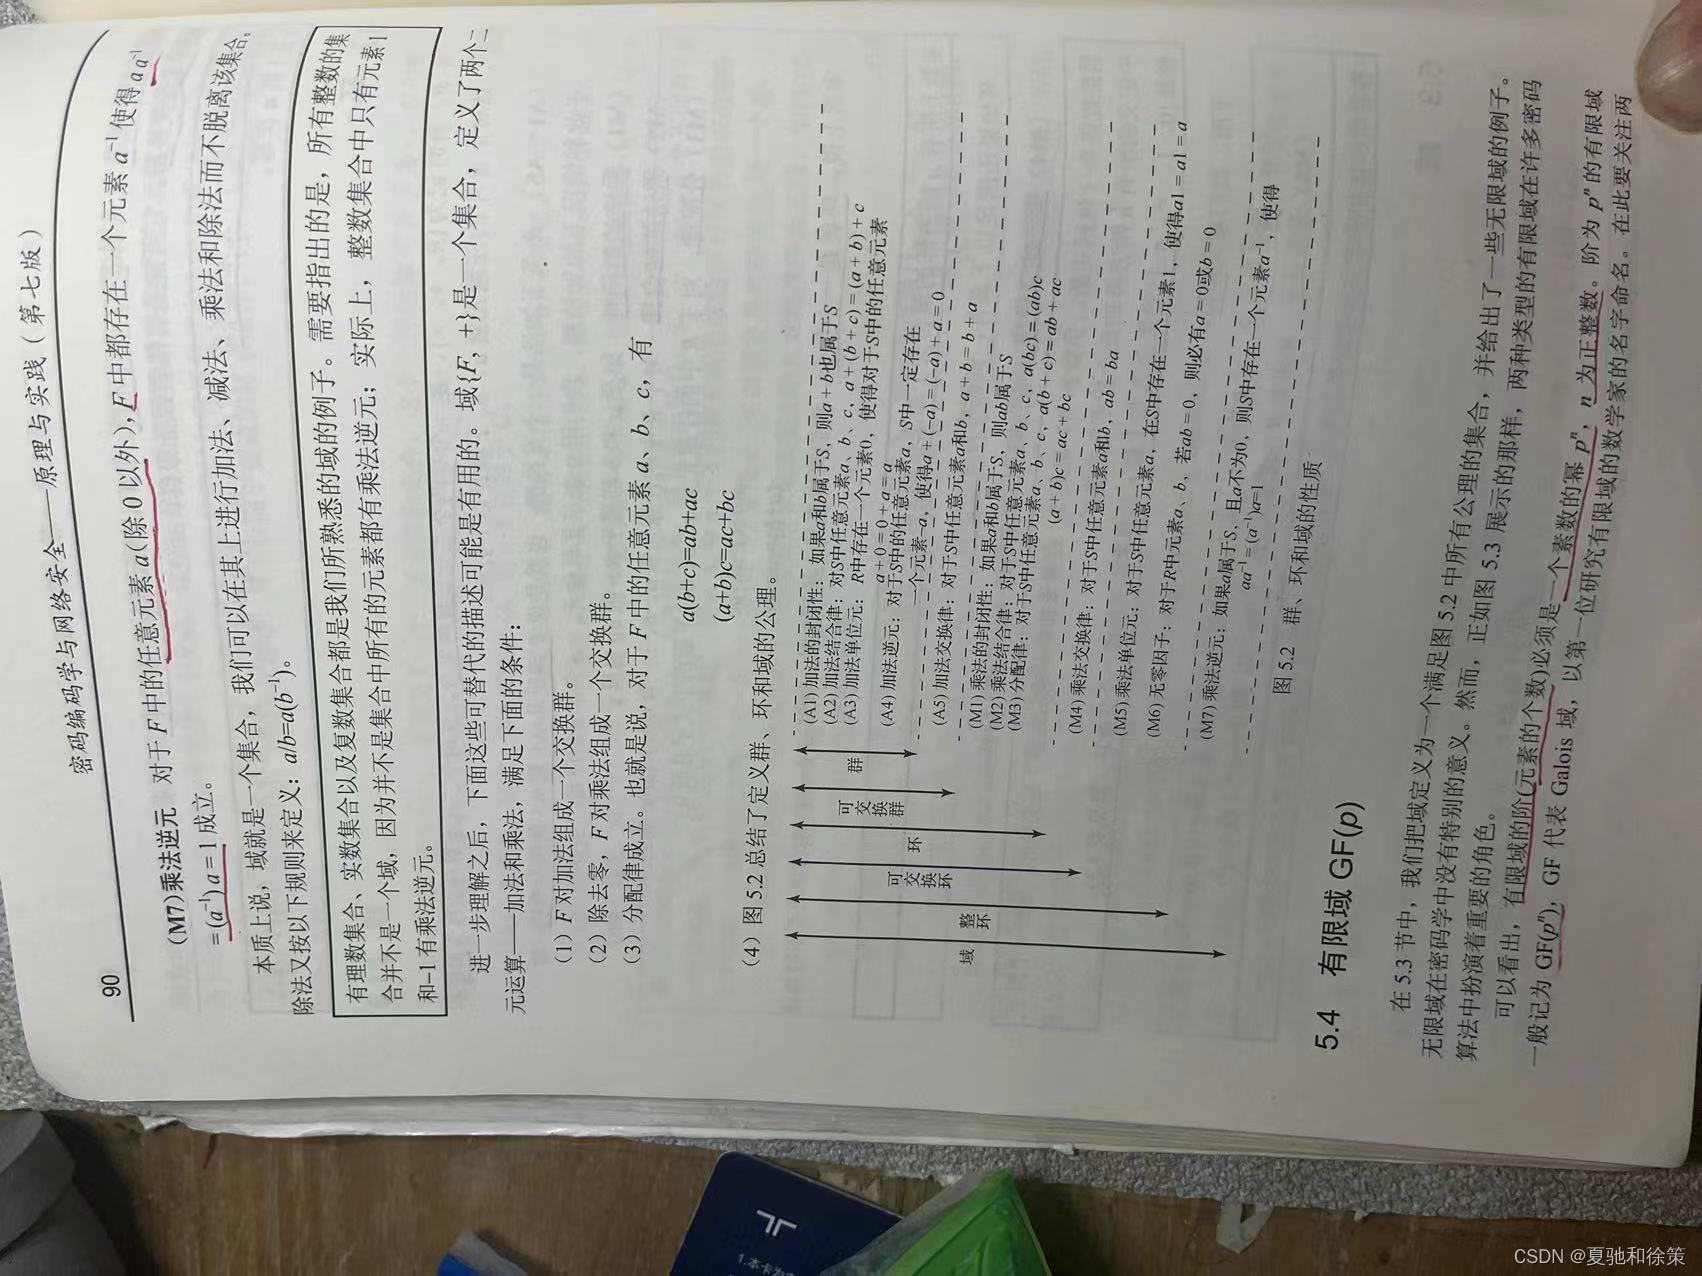 90
密码编码学与网络安全——原理与实践（第七版）
(M7)乘法逆元 对于 F 中的任意元素 a(除 0 以外), F 中都存在一个元素 a⁻¹ 使得 aa⁻¹
=(a⁻¹)a=1 成立。
本质上说，域就是一个集合，我们可以在其上进行加法、减法、乘法和除法而不脱离该集合。
除法又按以下规则来定义：a/b=a(b⁻¹)。
有理数集合、实数集合以及复数集合都是我们所熟悉的域的例子。需要指出的是，所有整数的集
合并不是一个域，因为并不是集合中所有的元素都有乘法逆元；实际上，整数集合中只有元素 1
和−1 有乘法逆元。
进一步理解之后，下面这些可替代的描述可能是有用的。域{F, +}是一个集合，定义了两个二
元运算——加法和乘法，满足下面的条件：
（1）F 对加法组成一个交换群。
（2）除去零，F 对乘法组成一个交换群。
（3）分配律成立。也就是说，对于 F 中的任意元素 a、b、c，有
a(b+c)=ab+ac
(a+b)c=ac+bc
（4）图 5.2 总结了定义群、环和域的公理。
群
可交换群
环
可交换环
整环
域
(A1) 加法的封闭性：如果a和b属于S，则a+b也属于S
(A2) 加法结合律：对S中任意元素a、b、c，a+(b+c)=(a+b)+c
(A3) 加法单位元：R中存在一个元素0，使得对于S中的任意元素
a+0=0+a=a
(A4) 加法逆元：对于S中的任意元素a，S中一定存在
一个元素−a，使得a+(−a)=(−a)+a=0
(A5) 加法交换律：对于S中任意元素a和b，a+b=b+a
(M1) 乘法的封闭性：如果a和b属于S，则ab属于S
(M2) 乘法结合律：对于S中任意元素a、b、c，a(bc)=(ab)c
(M3) 分配律：对于S中任意元素a、b、c，a(b+c)=ab+ac
(a+b)c=ac+bc
(M4) 乘法交换律：对于S中任意元素a和b，ab=ba
(M5) 乘法单位元：对于S中任意元素a，在S中存在一个元素1，使得a1=a1=a
(M6) 无零因子：对于R中元素a、b，若ab=0，则必有a=0或b=0
(M7) 乘法逆元：如果a属于S，且a不为0，则S中存在一个元素a⁻¹，使得
aa⁻¹=(a⁻¹)a=1
图 5.2 群、环和域的性质
5.4 有限域 GF(p)
在 5.3 节中，我们把域定义为一个满足图 5.2 中所有公理的集合，并给出了一些无限域的例子。
无限域在密码学中没有特别的意义。然而，正如图 5.3 展示的那样，两种类型的有限域在许多密码
算法中扮演着重要的角色。
可以看出，有限域的阶(元素的个数)必须是一个素数的幂 pⁿ，n 为正整数。阶为 pⁿ 的有限域
一般记为 GF(pⁿ)，GF 代表 Galois 域，以第一位研究有限域的数学家的名字命名。在此要关注两
CSDN @夏驰和徐策